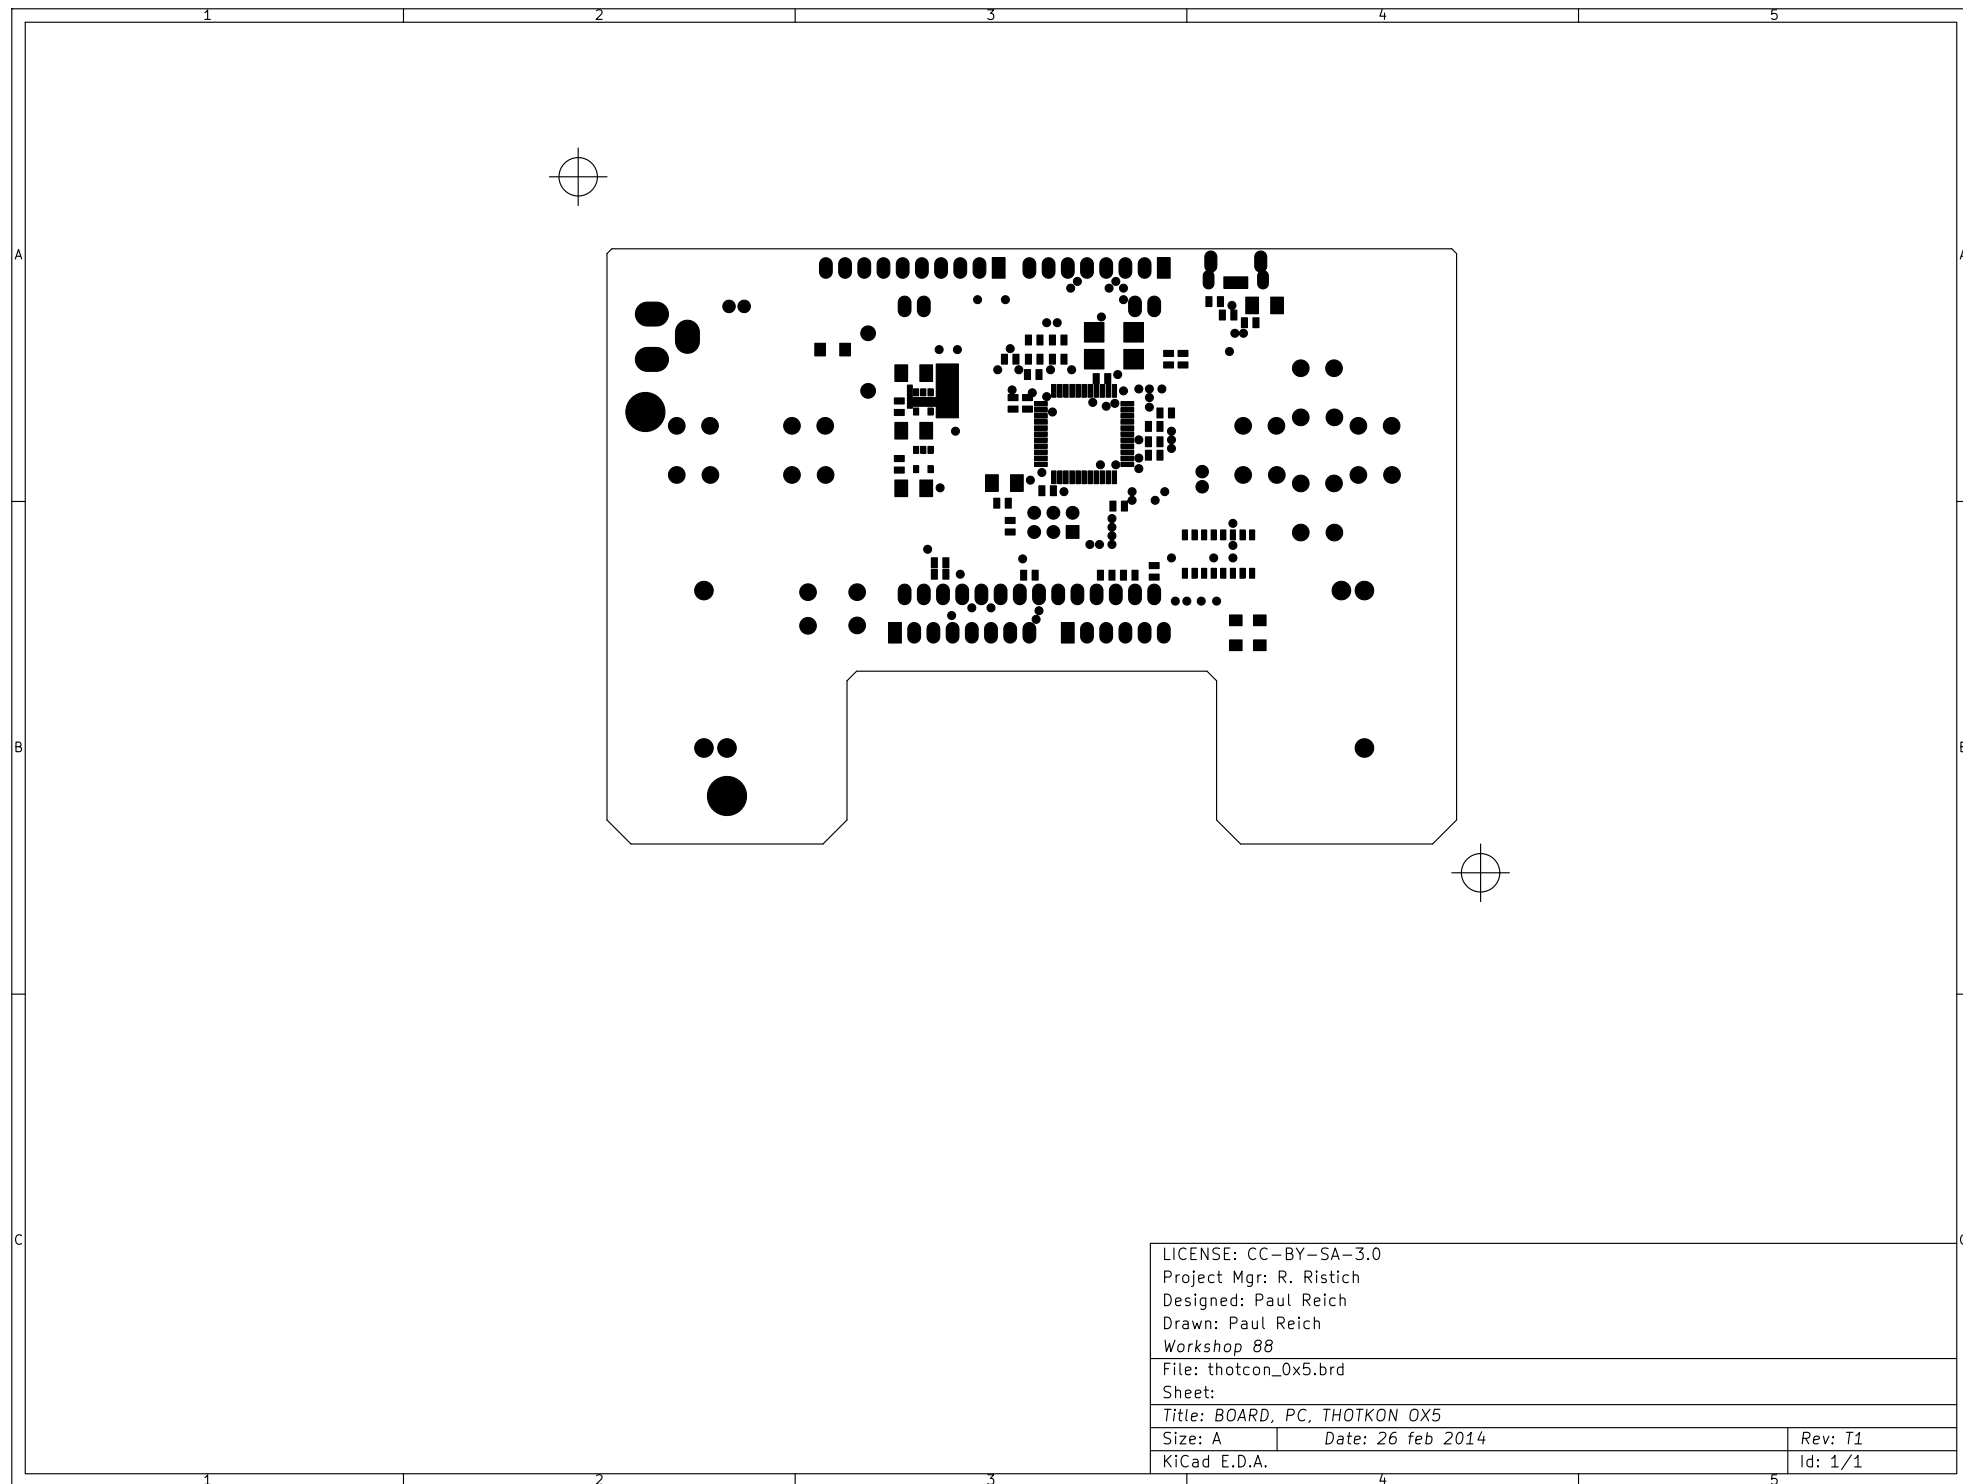 1 2 3 4 5
A A
B B
C C
LICENSE: CC-BY-SA-3.0
Project Mgr: R. Ristich
Designed: Paul Reich
Drawn: Paul Reich
Workshop 88
File: thotcon_0x5.brd
Sheet:
Title: BOARD, PC, THOTKON OX5
Size: A Date: 26 feb 2014 Rev: T1
KiCad E.D.A. Id: 1/1
1 2 3 4 5